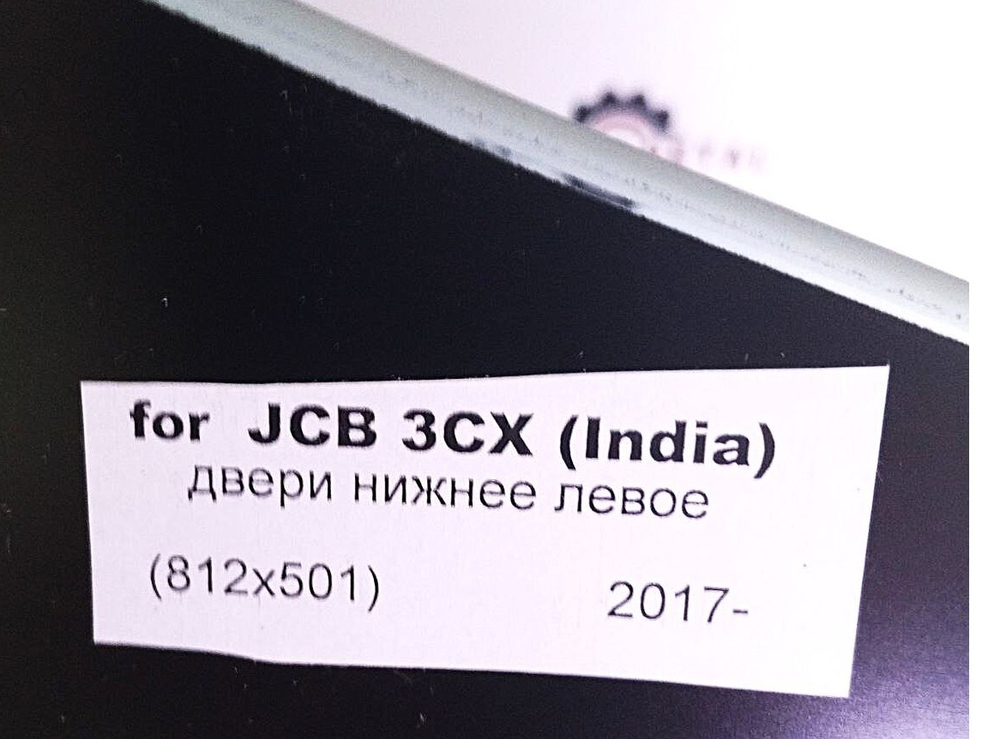 for JCB 3CX (India)
двери нижнее левое
(812x501) 2017-